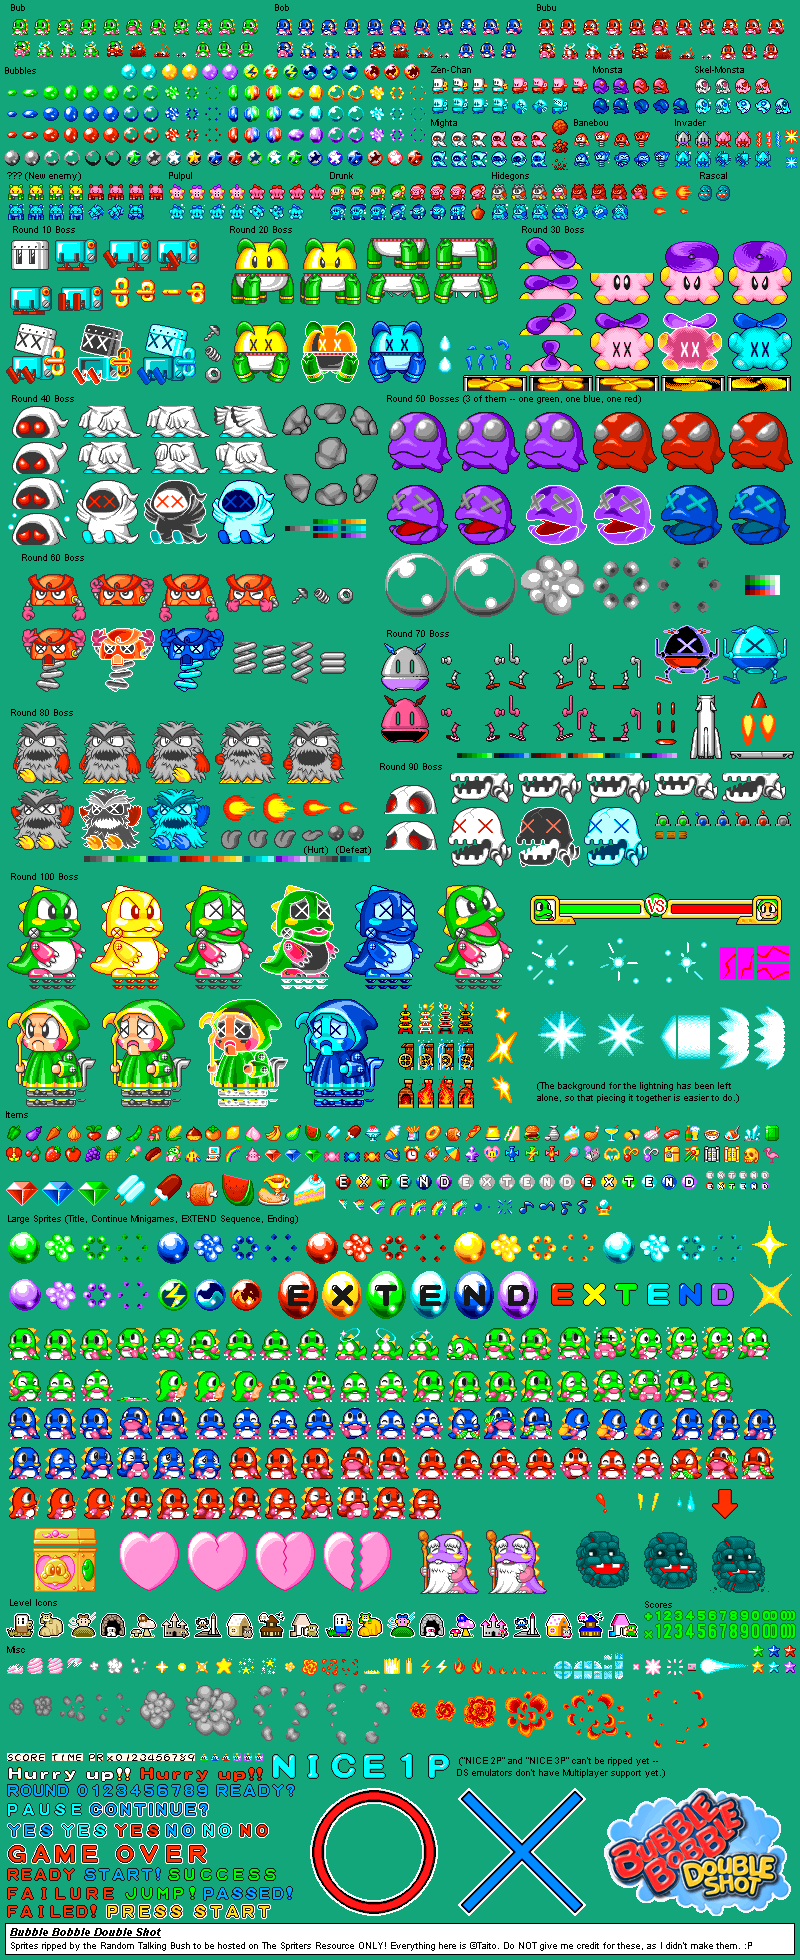 Bub
Bob
Bubu
Bubbles
Zen-Chan
Monsta
Skel-Monsta
Mighta
Banebou
Invader
??? (New enemy)
Pulpul
Drunk
Hidegons
Rascal
Round 10 Boss
Round 20 Boss
Round 30 Boss
Round 40 Boss
Round 50 Bosses (3 of them -- one green, one blue, one red)
Round 60 Boss
Round 70 Boss
Round 80 Boss
Round 90 Boss
(Hurt) (Defeat)
Round 100 Boss
VS
(The background for the lightning has been left
alone, so that piecing it together is easier to do.)
Items
E X T E N D E X T E N D E X T E N D
EXTEND
EXTEND
Large Sprites (Title, Continue Minigames, EXTEND Sequence, Ending)
E X T E N D E X T E N D
Level Icons
Scores
+1234567890
x1234567890
Misc
SCORE TIME PR x0123456789
Hurry up!! Hurry up!!
NICE 1P
("NICE 2P" and "NICE 3P" can't be ripped yet --
DS emulators don't have Multiplayer support yet.)
ROUND 0123456789 READY?
PAUSE CONTINUE?
YES YES YES NO NO NO
GAME OVER
READY START! SUCCESS
FAILURE JUMP! PASSED!
FAILED! PRESS START
BUBBLE
BOBBLE
DOUBLE
SHOT
Bubble Bobble Double Shot
Sprites ripped by the Random Talking Bush to be hosted on The Spriters Resource ONLY! Everything here is ©Taito. Do NOT give me credit for these, as I didn't make them. :P